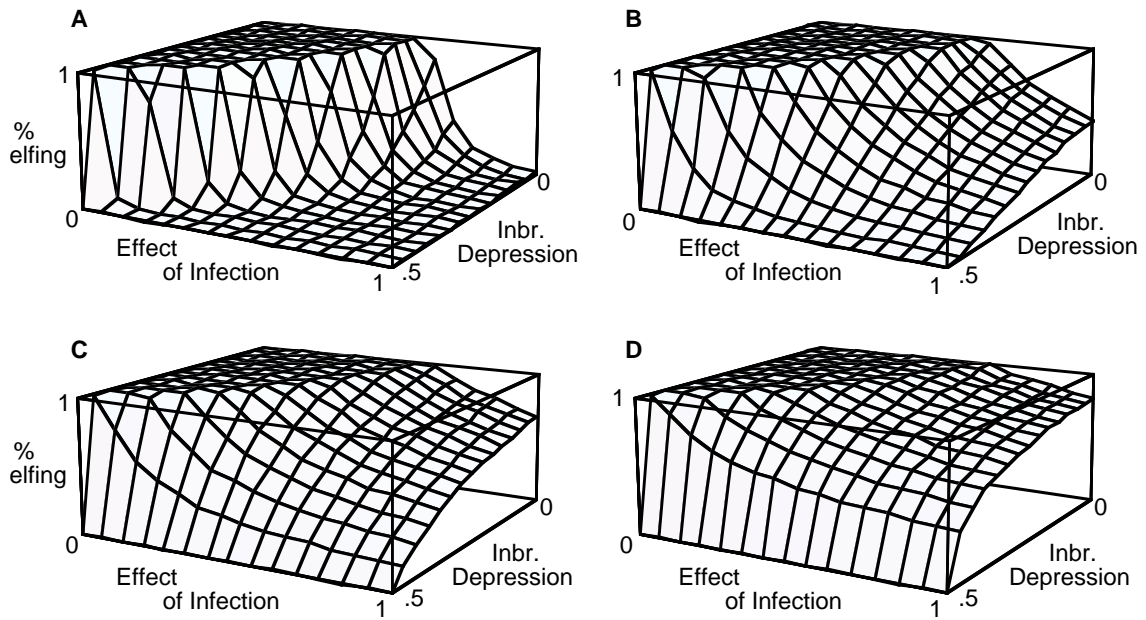 A
1
%
elfing
0
Effect
of Infection
1
.5
Inbr.
Depression
0
B
1
0
Effect
of Infection
1
.5
Inbr.
Depression
0
C
1
%
elfing
0
Effect
of Infection
1
.5
Inbr.
Depression
0
D
1
0
Effect
of Infection
1
.5
Inbr.
Depression
0